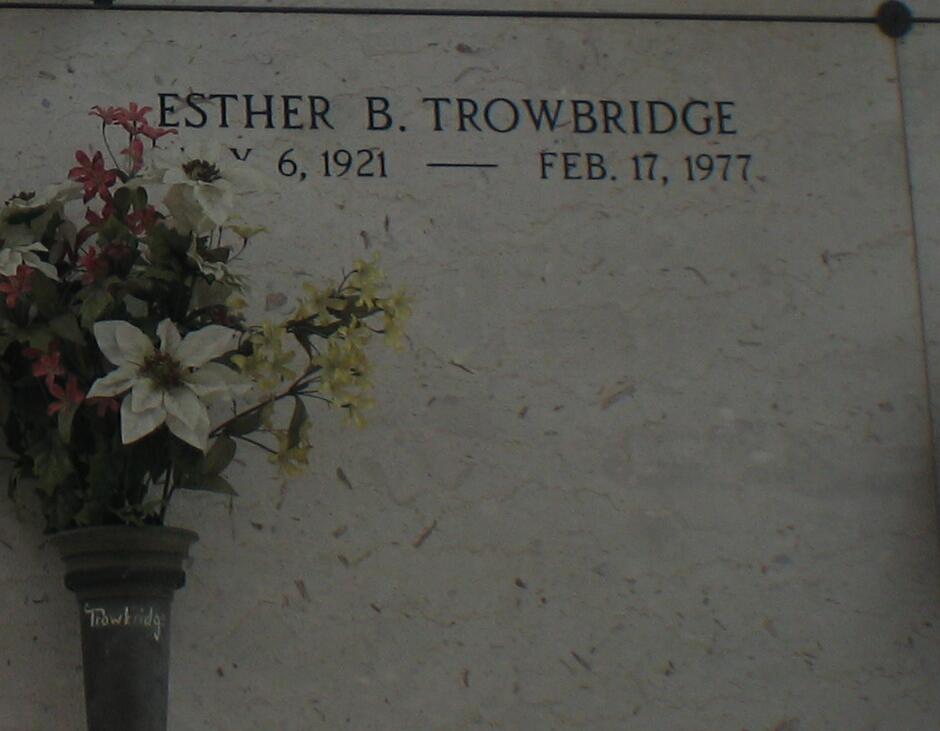 ESTHER B. TROWBRIDGE
6, 1921 — FEB. 17, 1977
Trowbridge